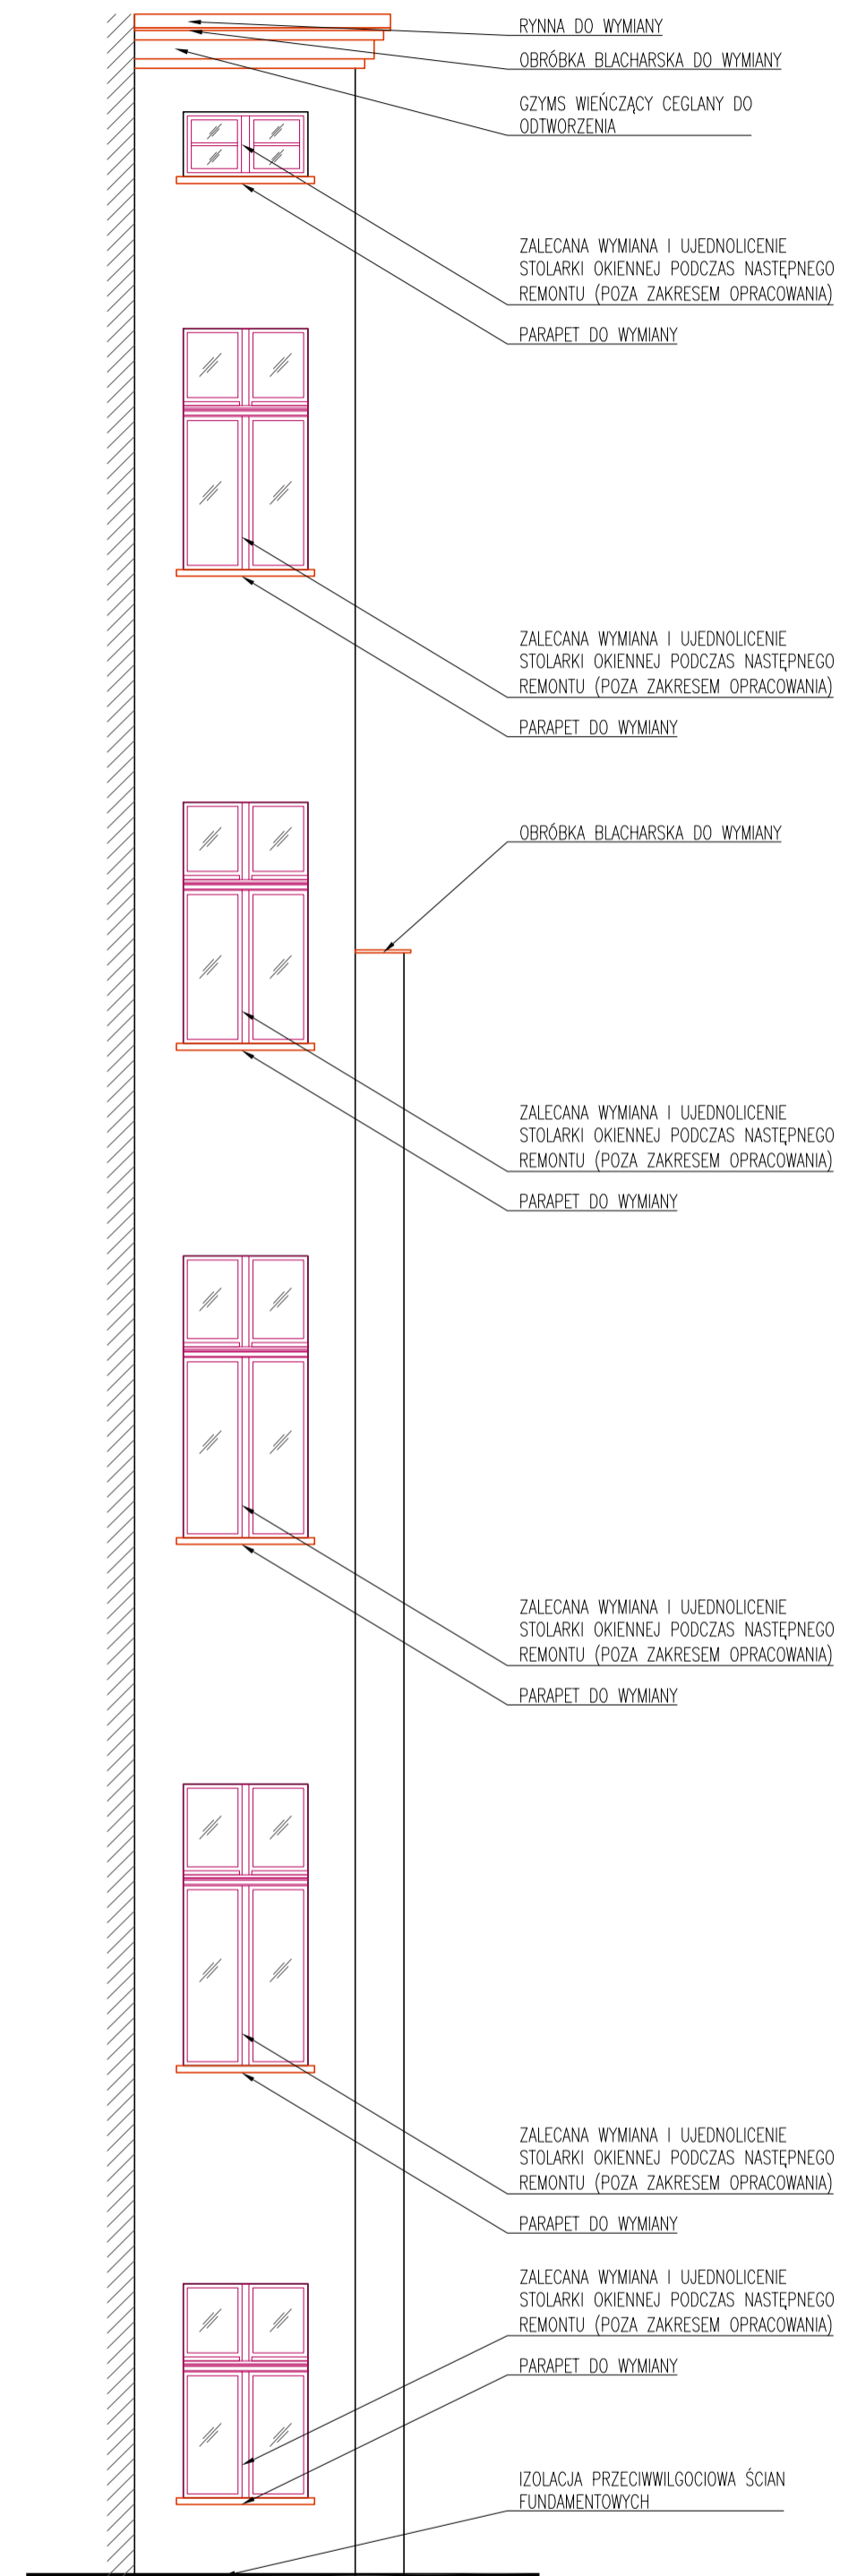 RYNNA DO WYMIANY
OBRÓBKA BLACHARSKA DO WYMIANY
GZYMS WIEŃCZĄCY CEGLANY DO
ODTWORZENIA
ZALECANA WYMIANA I UJEDNOLICENIE
STOLARKI OKIENNEJ PODCZAS NASTĘPNEGO
REMONTU (POZA ZAKRESEM OPRACOWANIA)
PARAPET DO WYMIANY
ZALECANA WYMIANA I UJEDNOLICENIE
STOLARKI OKIENNEJ PODCZAS NASTĘPNEGO
REMONTU (POZA ZAKRESEM OPRACOWANIA)
PARAPET DO WYMIANY
OBRÓBKA BLACHARSKA DO WYMIANY
ZALECANA WYMIANA I UJEDNOLICENIE
STOLARKI OKIENNEJ PODCZAS NASTĘPNEGO
REMONTU (POZA ZAKRESEM OPRACOWANIA)
PARAPET DO WYMIANY
ZALECANA WYMIANA I UJEDNOLICENIE
STOLARKI OKIENNEJ PODCZAS NASTĘPNEGO
REMONTU (POZA ZAKRESEM OPRACOWANIA)
PARAPET DO WYMIANY
ZALECANA WYMIANA I UJEDNOLICENIE
STOLARKI OKIENNEJ PODCZAS NASTĘPNEGO
REMONTU (POZA ZAKRESEM OPRACOWANIA)
PARAPET DO WYMIANY
ZALECANA WYMIANA I UJEDNOLICENIE
STOLARKI OKIENNEJ PODCZAS NASTĘPNEGO
REMONTU (POZA ZAKRESEM OPRACOWANIA)
PARAPET DO WYMIANY
IZOLACJA PRZECIWWILGOCIOWA ŚCIAN
FUNDAMENTOWYCH